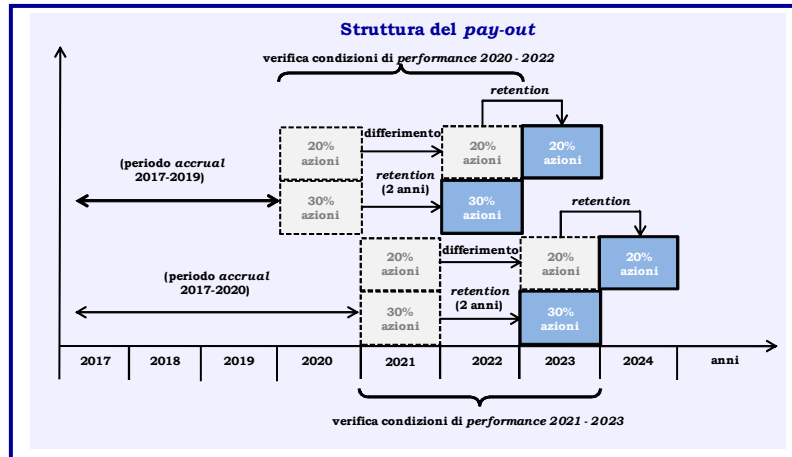 Struttura del pay-out
verifica condizioni di performance 2020 - 2022
retention
differimento
20%
azioni
20%
azioni
20%
azioni
(periodo accrual
2017-2019)
retention
(2 anni)
30%
azioni
30%
azioni
retention
differimento
20%
azioni
20%
azioni
20%
azioni
(periodo accrual
2017-2020)
retention
(2 anni)
30%
azioni
30%
azioni
2017 2018 2019 2020 2021 2022 2023 2024 anni
verifica condizioni di performance 2021 - 2023